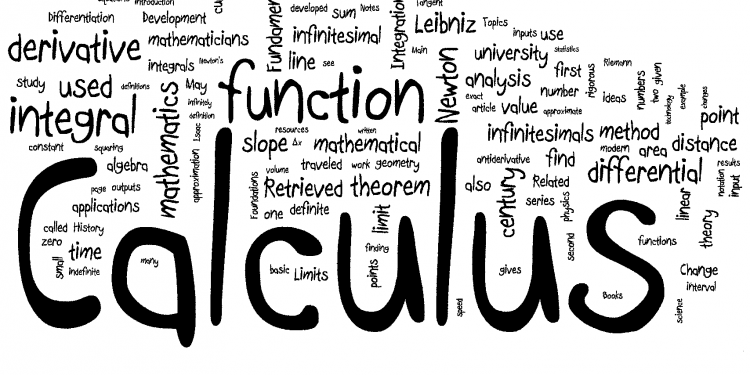 introduction
Differentiation
Development
developed
sum
Notes
Tangent
Leibniz
Topics
derivative
mathematicians
infinitesimal
Integration
Main
inputs
use
integrals
Newton's
line
see
university
statistics
Riemann
study
used
definitions
May
function
Newton
analysis
first
rigorous
numbers
two
given
infinitely
number
ideas
technology
example
changes
integral
mathematics
definition
exact
article
value
approximate
point
Isaac
resources
Δx
written
infinitesimals
method
constant
squaring
slope
mathematical
modern
area
distance
algebra
approximation
volume
traveled
work
geometry
antiderivative
find
differential
notation
results
input
page
outputs
Foundations
Retrieved
theorem
also
century
Related
applications
one
definite
limit
series
physics
linear
theory
called
History
zero
time
finding
second
functions
small
indefinite
many
basic
Limits
points
gives
Change
interval
Books
speed
science
Calculus